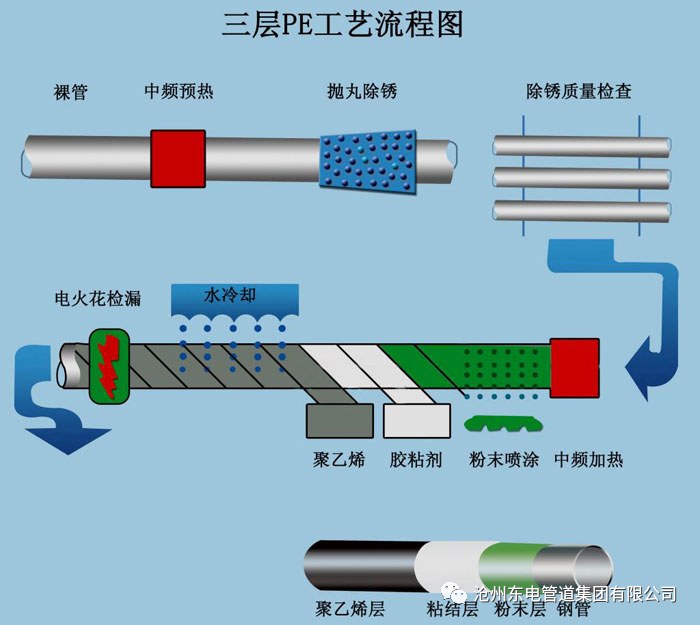 三层PE工艺流程图
裸管
中频预热
抛丸除锈
除锈质量检查
电火花检漏
水冷却
聚乙烯
胶粘剂
粉末喷涂
中频加热
聚乙烯层
粘结层
粉末层
钢管
沧州东电管道集团有限公司